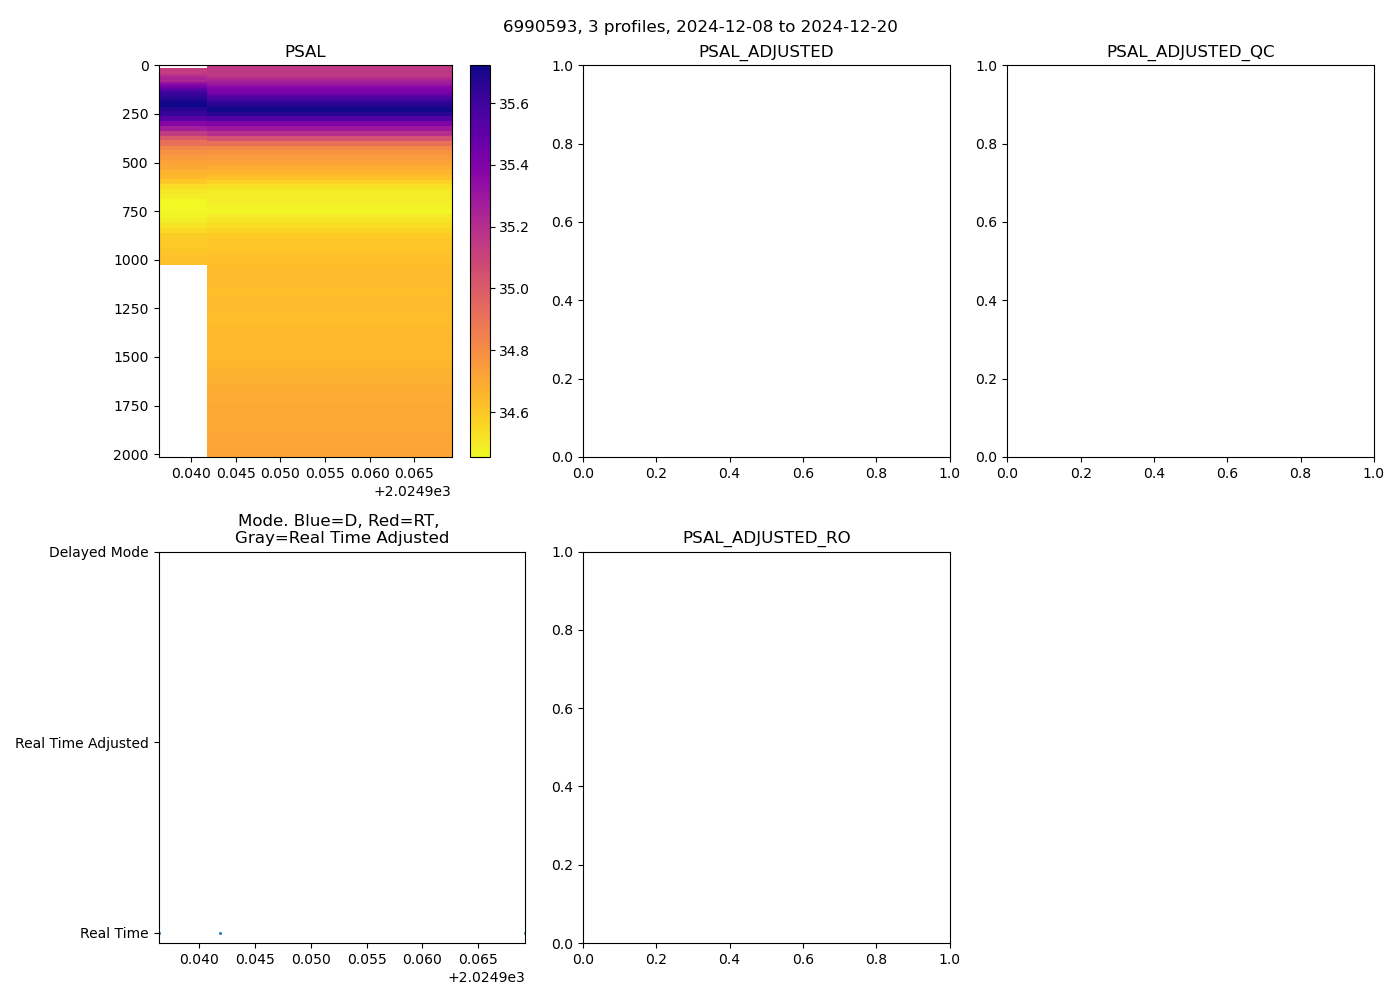 6990593, 3 profiles, 2024-12-08 to 2024-12-20
PSAL
0
250
500
750
1000
1250
1500
1750
2000
0.040 0.045 0.050 0.055 0.060 0.065
+2.0249e3
35.6
35.4
35.2
35.0
34.8
34.6
PSAL_ADJUSTED
1.0
0.8
0.6
0.4
0.2
0.0
0.0 0.2 0.4 0.6 0.8 1.0
PSAL_ADJUSTED_QC
1.0
0.8
0.6
0.4
0.2
0.0
0.0 0.2 0.4 0.6 0.8 1.0
Mode. Blue=D, Red=RT,
Gray=Real Time Adjusted
Delayed Mode
Real Time Adjusted
Real Time
0.040 0.045 0.050 0.055 0.060 0.065
+2.0249e3
PSAL_ADJUSTED_RO
1.0
0.8
0.6
0.4
0.2
0.0
0.0 0.2 0.4 0.6 0.8 1.0